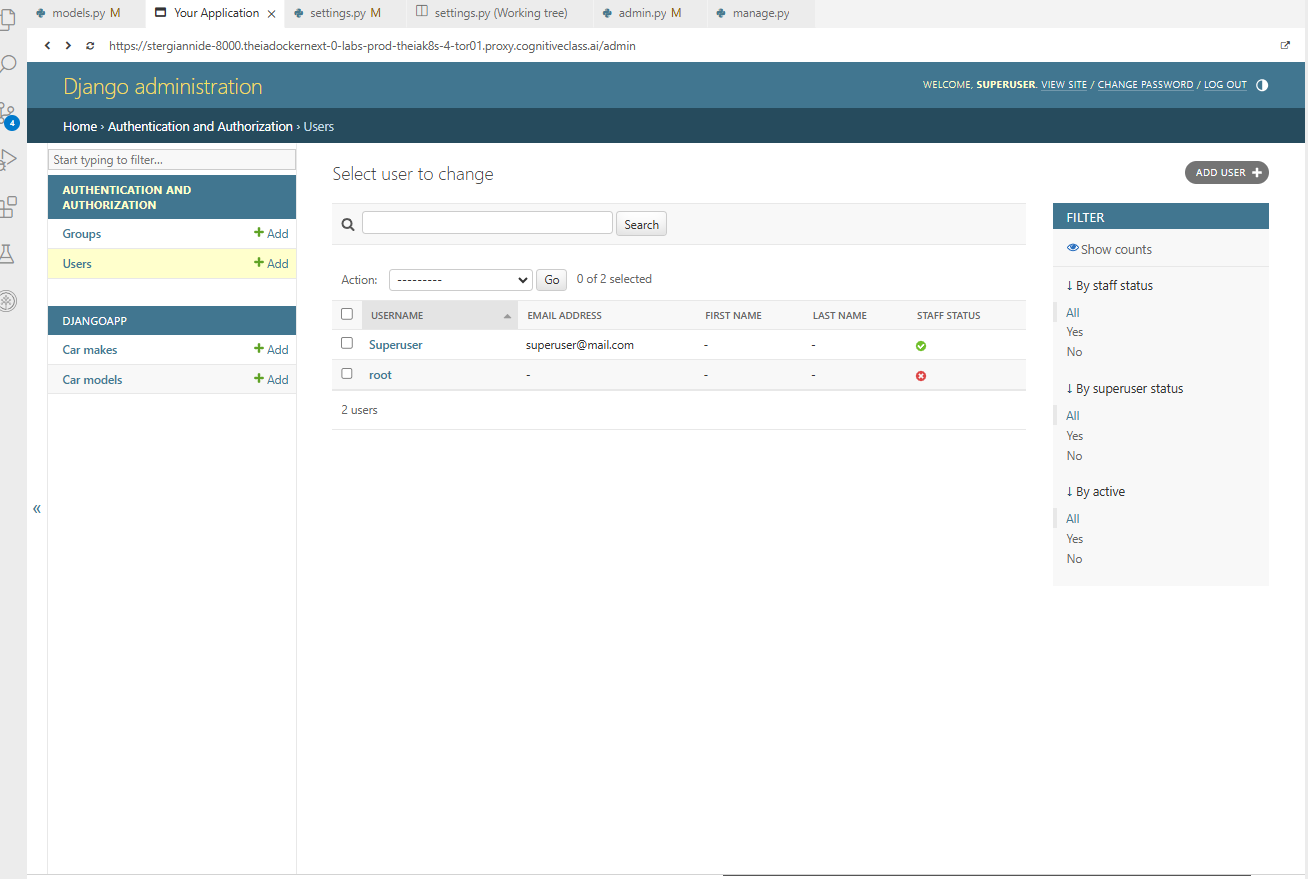 models.py M
Your Application
settings.py M
settings.py (Working tree)
admin.py M
manage.py
https://stergiannide-8000.theiadockernext-0-labs-prod-theiak8s-4-tor01.proxy.cognitiveclass.ai/admin
Django administration
WELCOME, SUPERUSER. VIEW SITE / CHANGE PASSWORD / LOG OUT
Home › Authentication and Authorization › Users
4
Start typing to filter...
AUTHENTICATION AND
AUTHORIZATION
Groups + Add
Users + Add
DJANGOAPP
Car makes + Add
Car models + Add
«
Select user to change
ADD USER +
Search
Action: --------- Go 0 of 2 selected
USERNAME EMAIL ADDRESS FIRST NAME LAST NAME STAFF STATUS
Superuser superuser@mail.com - -
root - - -
2 users
FILTER
Show counts
↓ By staff status
All
Yes
No
↓ By superuser status
All
Yes
No
↓ By active
All
Yes
No